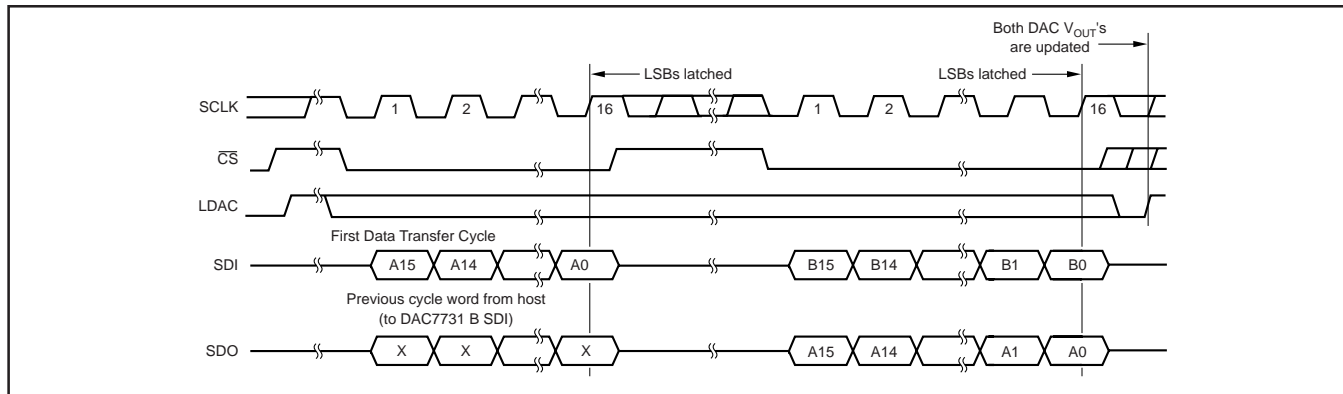 Both DAC VOUT's
are updated
LSBs latched LSBs latched
SCLK 1 2 16 1 2 16
CS
LDAC
First Data Transfer Cycle
SDI A15 A14 A0 B15 B14 B1 B0
Previous cycle word from host
(to DAC7731 B SDI)
SDO X X X A15 A14 A1 A0